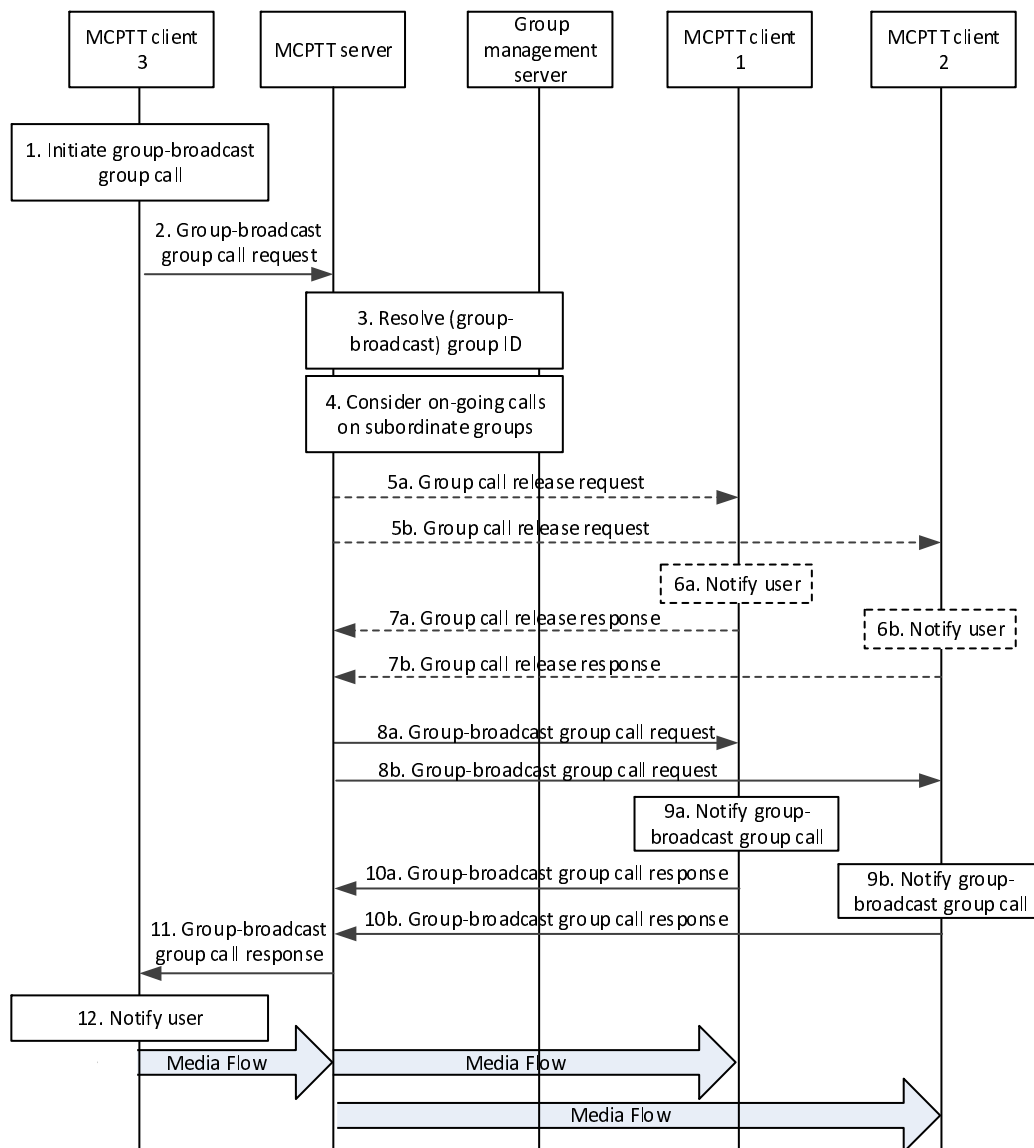 MCPTT client
3
MCPTT server
Group
management
server
MCPTT client
1
MCPTT client
2
1. Initiate group-broadcast
group call
2. Group-broadcast
group call request
3. Resolve (group-
broadcast) group ID
4. Consider on-going calls
on subordinate groups
5a. Group call release request
5b. Group call release request
6a. Notify user
7a. Group call release response
6b. Notify user
7b. Group call release response
8a. Group-broadcast group call request
8b. Group-broadcast group call request
9a. Notify group-
broadcast group call
10a. Group-broadcast group call response
9b. Notify group-
broadcast group call
10b. Group-broadcast group call response
11. Group-broadcast
group call response
12. Notify user
Media Flow
Media Flow
Media Flow